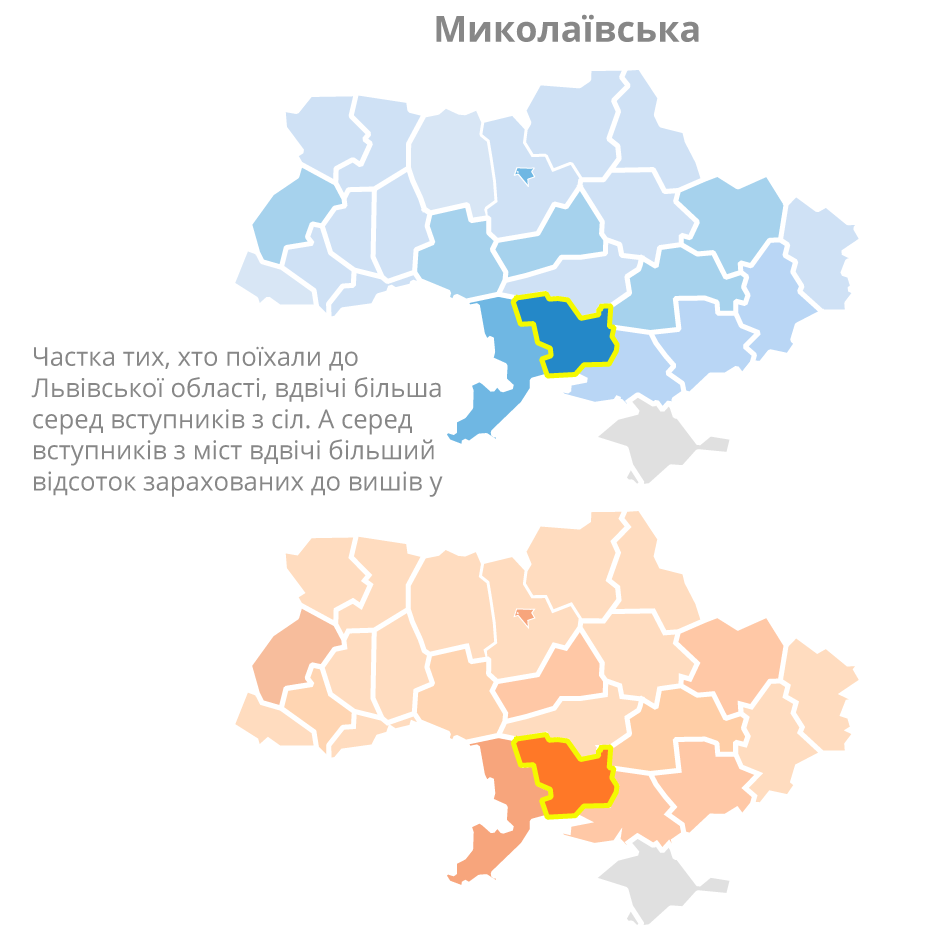 Миколаївська
Частка тих, хто поїхали до
Львівської області, вдвічі більша
серед вступників з сіл. А серед
вступників з міст вдвічі більший
відсоток зарахованих до вишів у